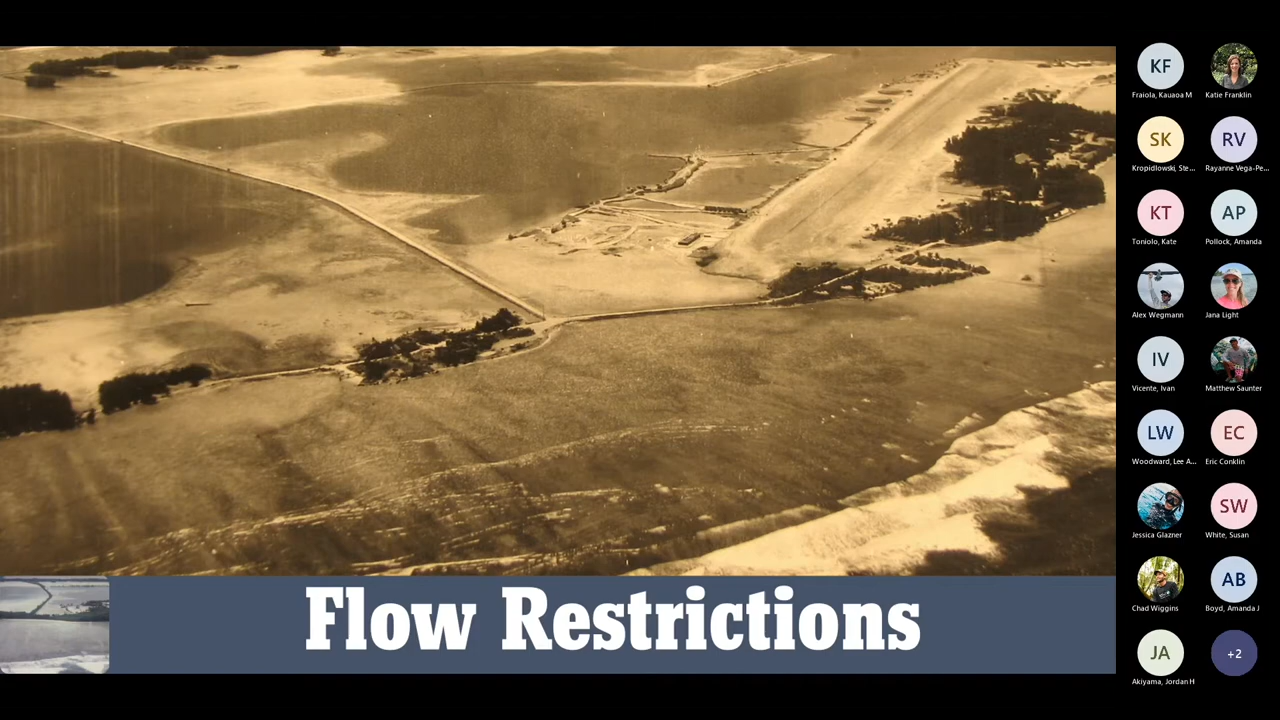 Flow Restrictions
KF
Fraiola, Kauaoa M
Katie Franklin
SK
RV
Kropidlowski, Ste...
Rayanne Vega-Pe...
KT
AP
Toniolo, Kate
Pollock, Amanda
Alex Wegmann
Jana Light
IV
Vicente, Ivan
Matthew Saunter
LW
EC
Woodward, Lee A...
Eric Conklin
SW
Jessica Glazner
White, Susan
AB
Chad Wiggins
Boyd, Amanda J
JA
+2
Akiyama, Jordan H